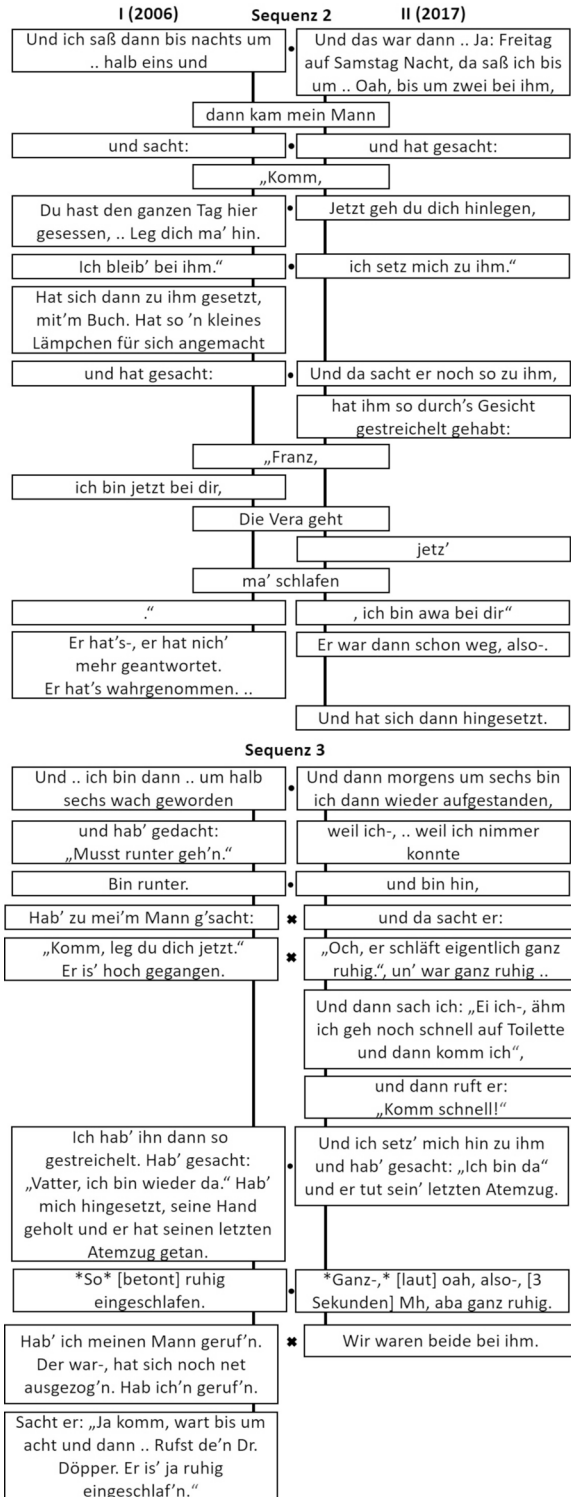 I (2006) Sequenz 2 II (2017)
Und ich saß dann bis nachts um
.. halb eins und
Und das war dann .. Ja: Freitag
auf Samstag Nacht, da saß ich bis
um .. Oah, bis um zwei bei ihm,
dann kam mein Mann
und sacht:
und hat gesacht:
„Komm,
Du hast den ganzen Tag hier
gesessen, .. Leg dich ma’ hin.
Jetzt geh du dich hinlegen,
Ich bleib’ bei ihm.“
ich setz mich zu ihm.“
Hat sich dann zu ihm gesetzt,
mit’m Buch. Hat so ’n kleines
Lämpchen für sich angemacht
und hat gesacht:
Und da sacht er noch so zu ihm,
hat ihm so durch’s Gesicht
gestreichelt gehabt:
„Franz,
ich bin jetzt bei dir,
Die Vera geht
jetz’
ma’ schlafen
.“
, ich bin awa bei dir“
Er hat’s-, er hat nich’
mehr geantwortet.
Er hat’s wahrgenommen. ..
Er war dann schon weg, also-.
Und hat sich dann hingesetzt.
Sequenz 3
Und .. ich bin dann .. um halb
sechs wach geworden
Und dann morgens um sechs bin
ich dann wieder aufgestanden,
und hab’ gedacht:
„Musst runter geh’n.“
weil ich-, .. weil ich nimmer
konnte
Bin runter.
und bin hin,
Hab’ zu mei’m Mann g’sacht:
und da sacht er:
„Komm, leg du dich jetzt.“
Er is’ hoch gegangen.
„Och, er schläft eigentlich ganz
ruhig.“, un’ war ganz ruhig ..
Und dann sach ich: „Ei ich-, ähm
ich geh noch schnell auf Toilette
und dann komm ich“,
und dann ruft er:
„Komm schnell!“
Ich hab’ ihn dann so
gestreichelt. Hab’ gesacht:
„Vatter, ich bin wieder da.“ Hab’
mich hingesetzt, seine Hand
geholt und er hat seinen letzten
Atemzug getan.
Und ich setz’ mich hin zu ihm
und hab’ gesacht: „Ich bin da“
und er tut sein’ letzten Atemzug.
*So* [betont] ruhig
eingeschlafen.
*Ganz-,* [laut] oah, also-, [3
Sekunden] Mh, aba ganz ruhig.
Hab’ ich meinen Mann geruf’n.
Der war-, hat sich noch net
ausgezog’n. Hab ich’n geruf’n.
Wir waren beide bei ihm.
Sacht er: „Ja komm, wart bis um
acht und dann .. Rufst de’n Dr.
Döpper. Er is’ ja ruhig
eingeschlaf’n.“